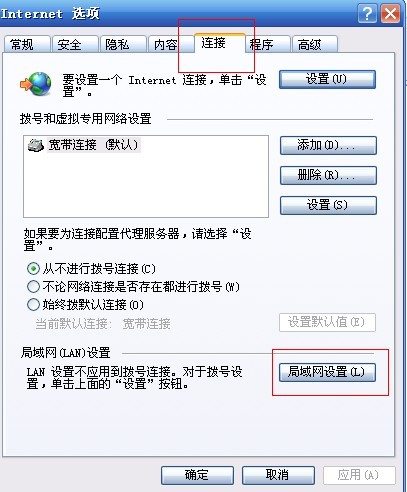 Internet 选项
常规 安全 隐私 内容 连接 程序 高级
要设置一个 Internet 连接，单击“设
置”。
设置(U)
拨号和虚拟专用网络设置
宽带连接 (默认)
添加(D)...
删除(R)...
设置(S)
如果要为连接配置代理服务器，请选择“设
置”。
从不进行拨号连接(C)
不论网络连接是否存在都进行拨号(W)
始终拨默认连接(O)
当前默认连接: 宽带连接
设置默认值(E)
局域网(LAN)设置
LAN 设置不应用到拨号连接。对于拨号设
置，单击上面的“设置”按钮。
局域网设置(L)
确定 取消 应用(A)